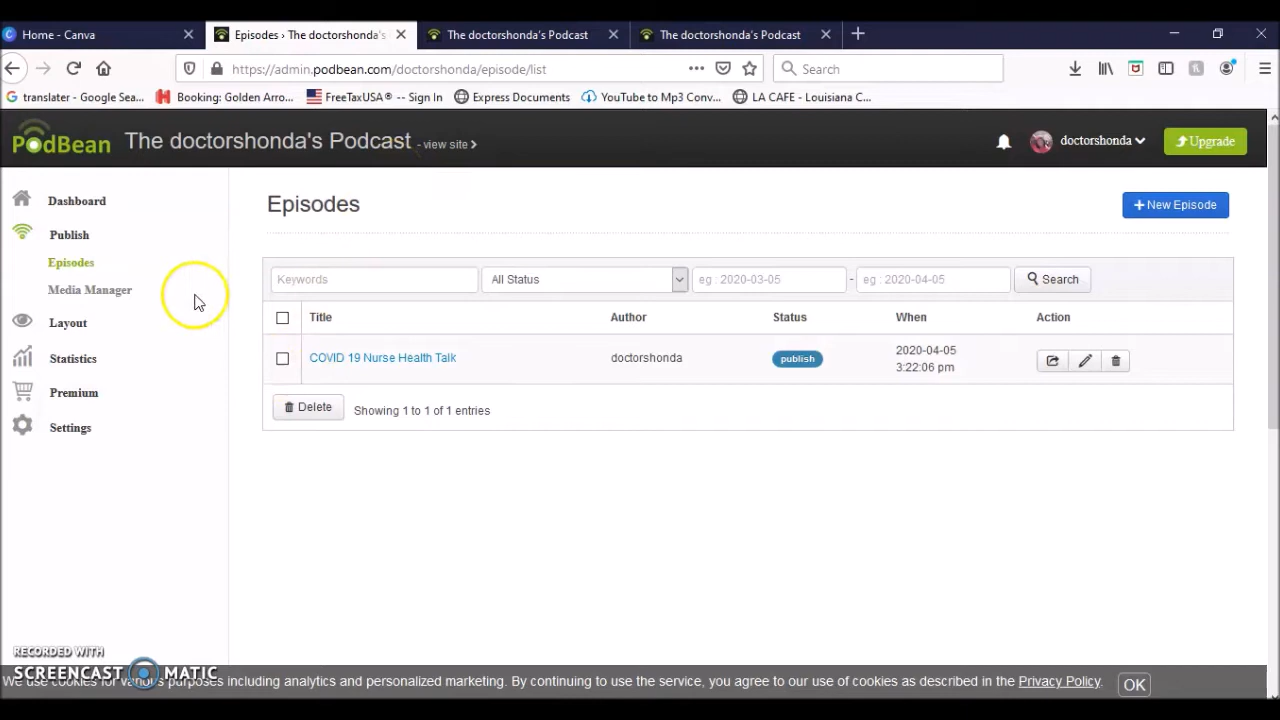 Home - Canva
Episodes › The doctorshonda's
The doctorshonda's Podcast
The doctorshonda's Podcast
https://admin.podbean.com/doctorshonda/episode/list
Search
translater - Google Sea...
Booking: Golden Arro...
FreeTaxUSA® -- Sign In
Express Documents
YouTube to Mp3 Conv...
LA CAFE - Louisiana C...
PodBean
The doctorshonda's Podcast - view site
doctorshonda
Upgrade
Dashboard
Publish
Episodes
Media Manager
Layout
Statistics
Premium
Settings
Episodes
+ New Episode
Keywords
All Status
eg : 2020-03-05 - eg : 2020-04-05
Search
Title Author Status When Action
COVID 19 Nurse Health Talk doctorshonda publish 2020-04-05
3:22:06 pm
Delete Showing 1 to 1 of 1 entries
RECORDED WITH
SCREENCAST MATIC
We use cookies for various purposes including analytics and personalized marketing. By continuing to use the service, you agree to our use of cookies as described in the Privacy Policy. OK